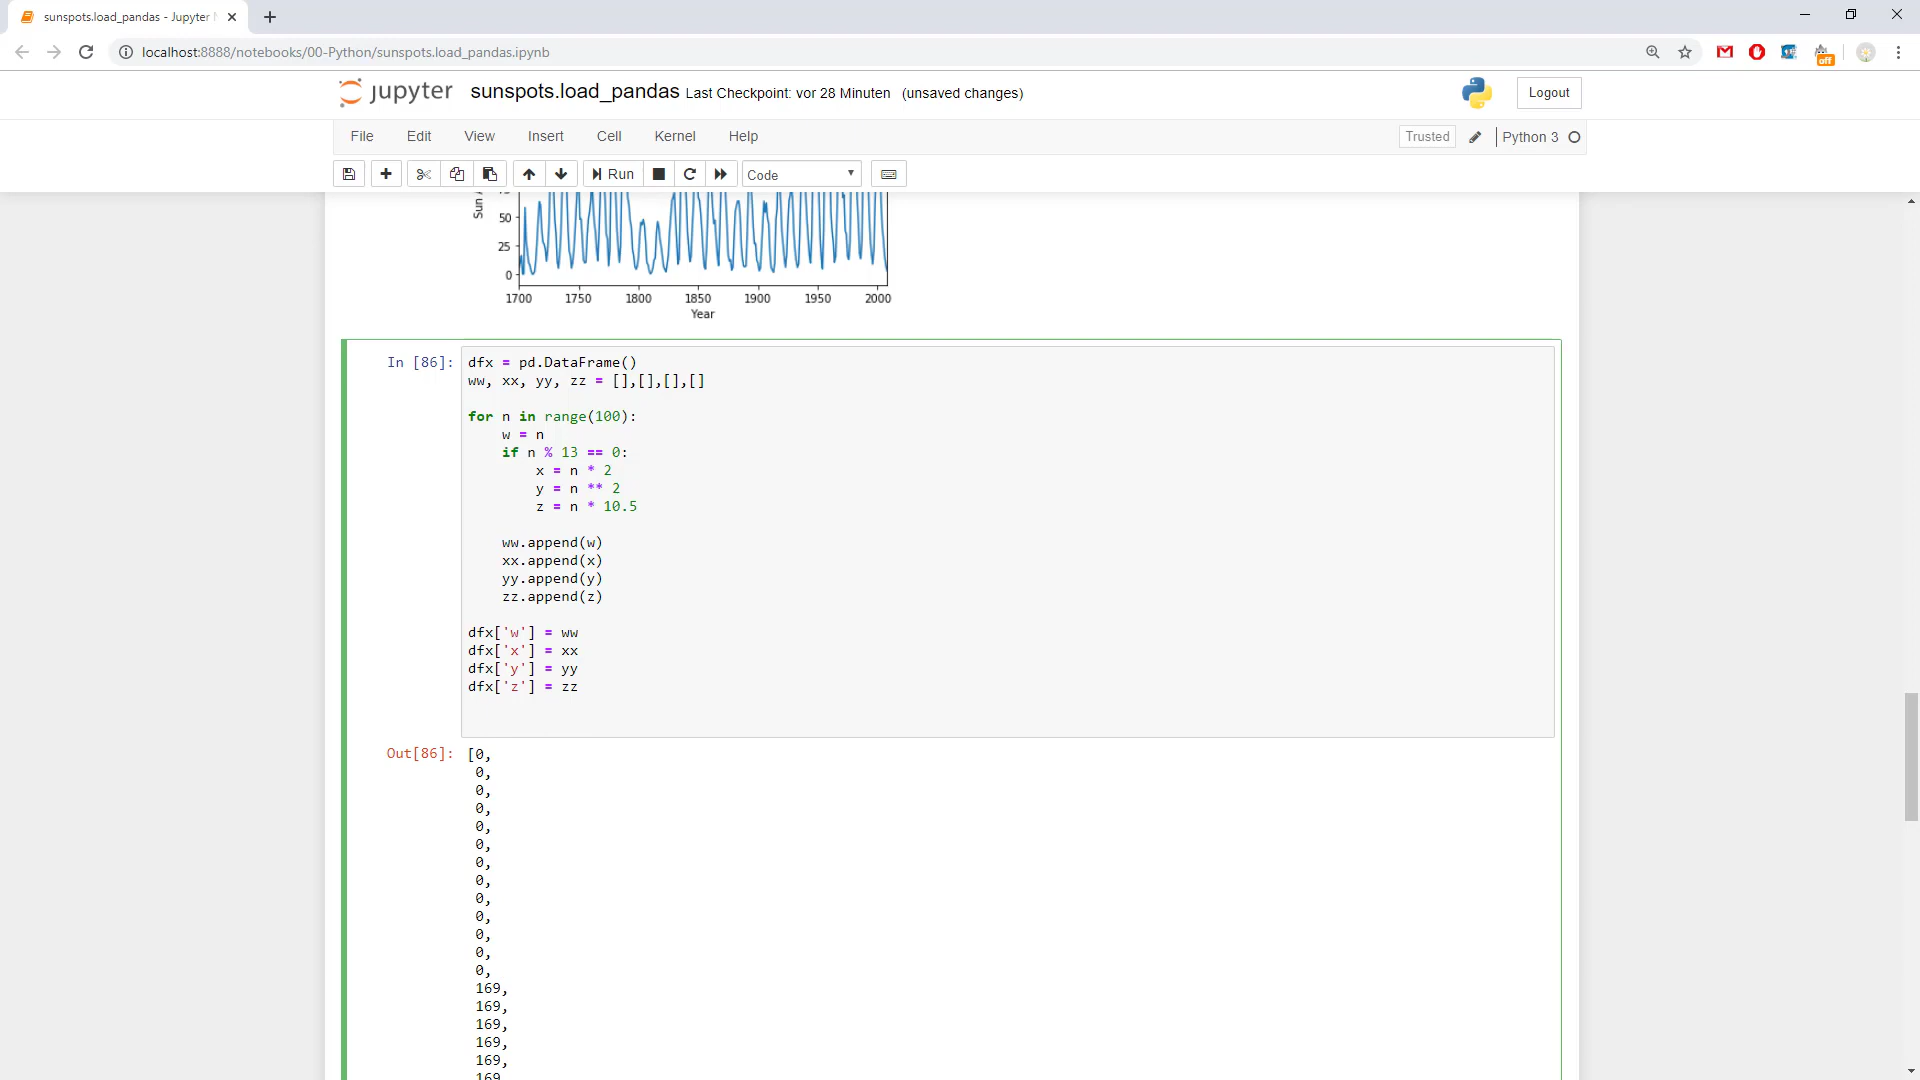 sunspots.load_pandas - Jupyter
localhost:8888/notebooks/00-Python/sunspots.load_pandas.ipynb
off
jupyter sunspots.load_pandas Last Checkpoint: vor 28 Minuten (unsaved changes)
Logout
File Edit View Insert Cell Kernel Help
Trusted Python 3
Run Code
Sun
50
25
0
1700 1750 1800 1850 1900 1950 2000
Year
In [86]: dfx = pd.DataFrame()
ww, xx, yy, zz = [],[],[],[]
for n in range(100):
w = n
if n % 13 == 0:
x = n * 2
y = n ** 2
z = n * 10.5
ww.append(w)
xx.append(x)
yy.append(y)
zz.append(z)
dfx['w'] = ww
dfx['x'] = xx
dfx['y'] = yy
dfx['z'] = zz
Out[86]: [0,
0,
0,
0,
0,
0,
0,
0,
0,
0,
0,
0,
0,
169,
169,
169,
169,
169,
169